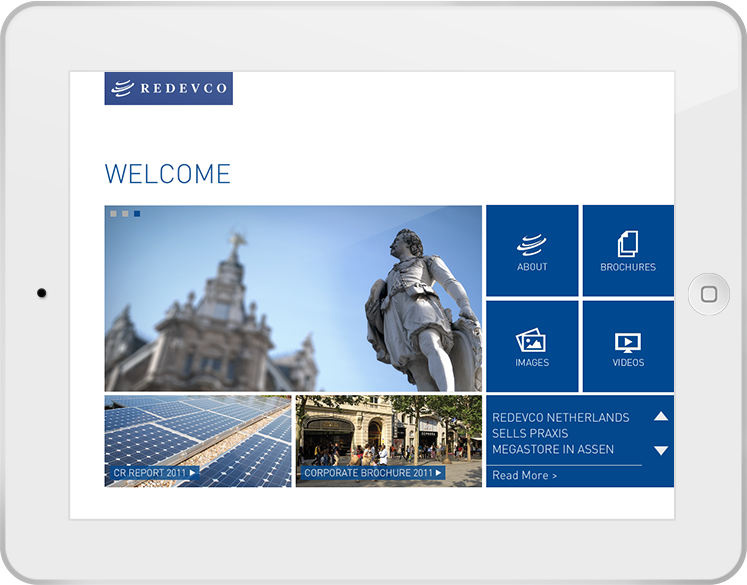 REDEVCO
WELCOME
ABOUT
BROCHURES
IMAGES
VIDEOS
CR.REPORT 2011
CORPORATE BROCHURE 2011
REDEVCO NETHERLANDS
SELLS PRAXIS
MEGASTORE IN ASSEN
Read More >